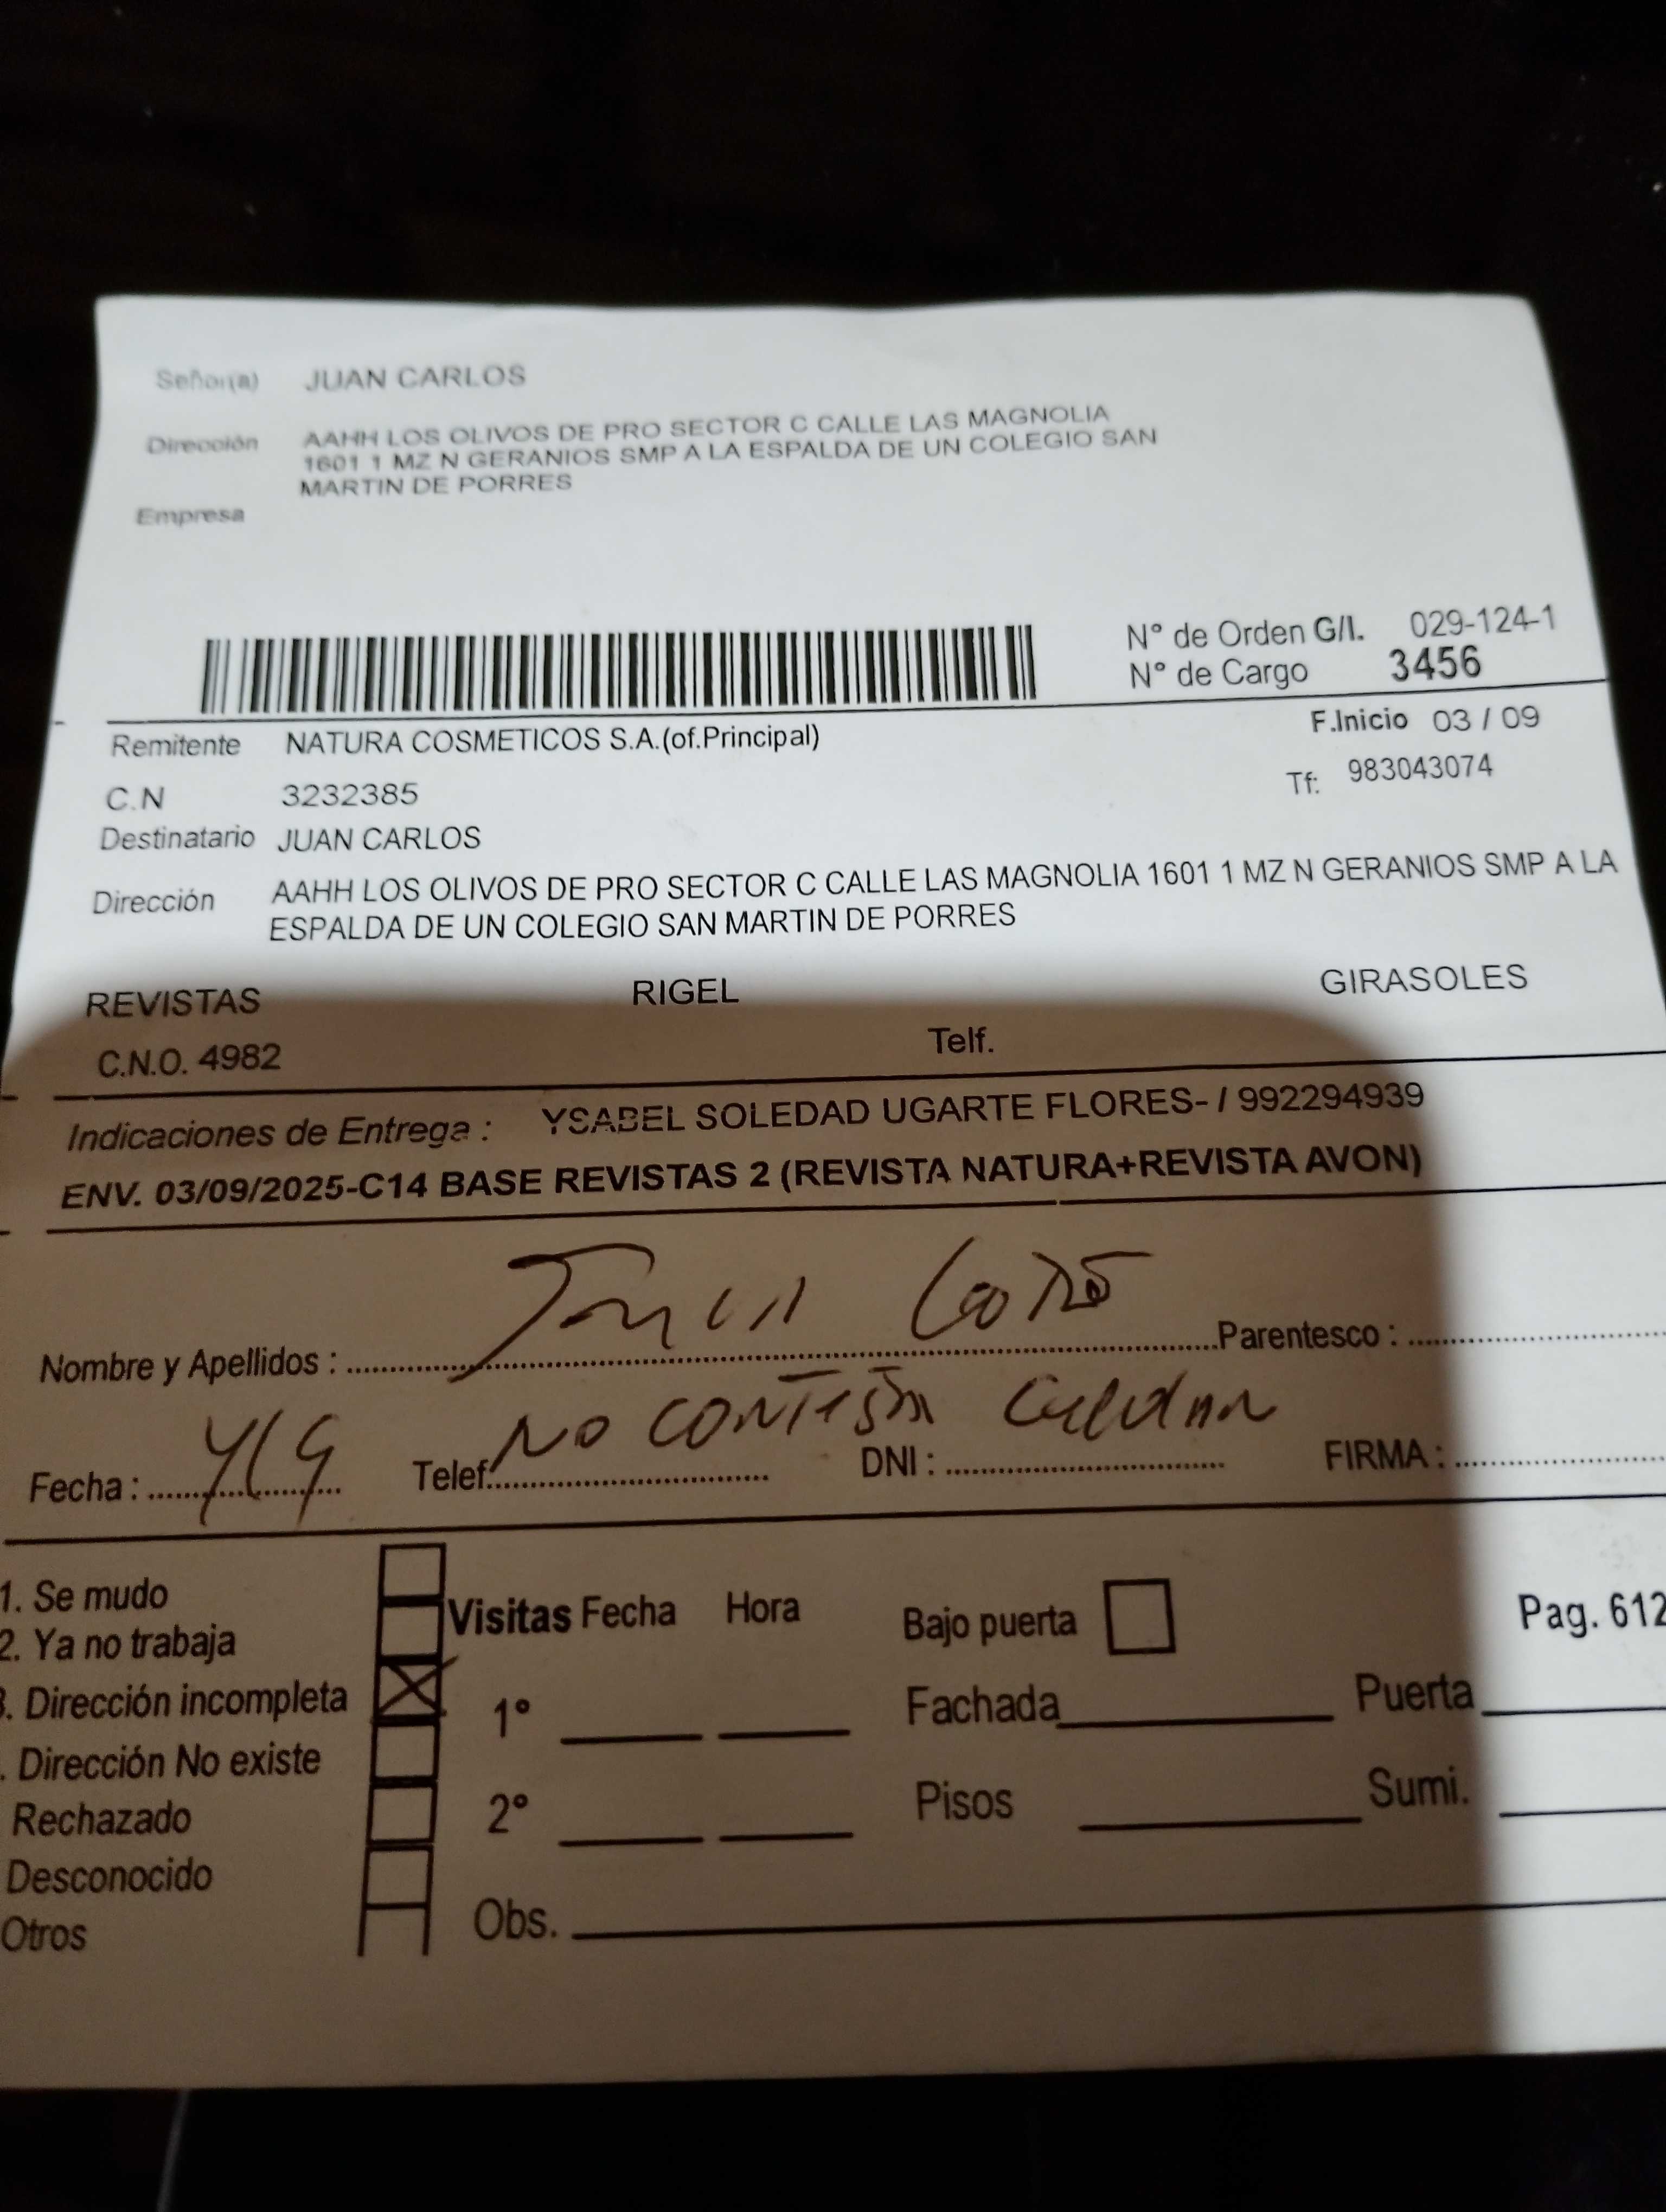 Señor(a) JUAN CARLOS
Dirección AAHH LOS OLIVOS DE PRO SECTOR C CALLE LAS MAGNOLIA
1601 1 MZ N GERANIOS SMP A LA ESPALDA DE UN COLEGIO SAN
MARTIN DE PORRES
Empresa
N° de Orden G/I. 029-124-1
N° de Cargo 3456
Remitente NATURA COSMETICOS S.A.(of.Principal) F.Inicio 03 / 09
C.N 3232385 Tf: 983043074
Destinatario JUAN CARLOS
Dirección AAHH LOS OLIVOS DE PRO SECTOR C CALLE LAS MAGNOLIA 1601 1 MZ N GERANIOS SMP A LA
ESPALDA DE UN COLEGIO SAN MARTIN DE PORRES
REVISTAS RIGEL GIRASOLES
C.N.O. 4982 Telf.
Indicaciones de Entrega : YSABEL SOLEDAD UGARTE FLORES- / 992294939
ENV. 03/09/2025-C14 BASE REVISTAS 2 (REVISTA NATURA+REVISTA AVON)
Nombre y Apellidos : Juan Parentesco :
Fecha : 4/9 Telef. NO CONTESTA DNI : FIRMA :
1. Se mudo
2. Ya no trabaja Visitas Fecha Hora Bajo puerta Pag. 612
3. Dirección incompleta 1° Fachada Puerta
. Dirección No existe
Rechazado 2° Pisos Sumi.
Desconocido
Otros Obs.